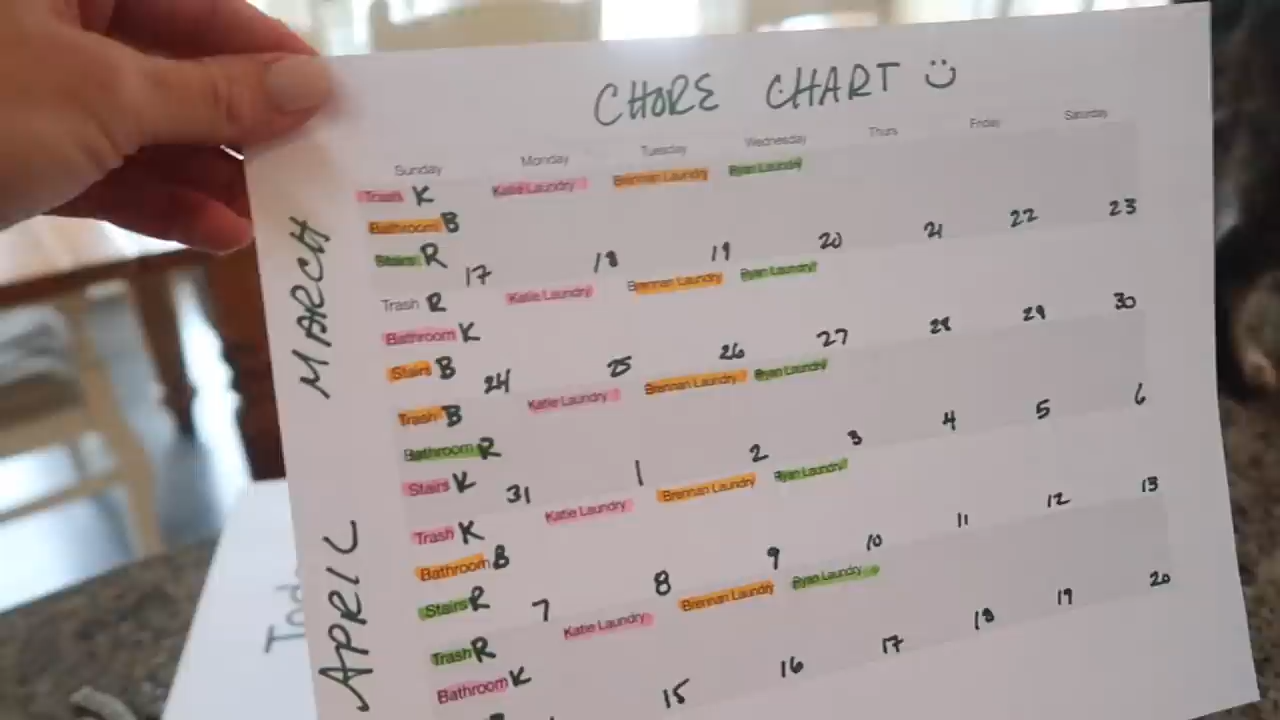 CHORE CHART :)
Sunday Monday Tuesday Wednesday Thurs Friday Saturday
MARCH
Trash K Katie Laundry Brennan Laundry Ryan Laundry
Bathroom B
Stairs R
17 18 19 20 21 22 23
Trash R Katie Laundry Brennan Laundry Ryan Laundry
Bathroom K
Stairs B
24 25 26 27 28 29 30
Trash B Katie Laundry Brennan Laundry Ryan Laundry
Bathroom R
Stairs K
31 1 2 3 4 5 6
APRIL
Trash K Katie Laundry Brennan Laundry Ryan Laundry
Bathroom B
Stairs R
7 8 9 10 11 12 13
Trash R Katie Laundry Brennan Laundry Ryan Laundry
Bathroom K
15 16 17 18 19 20